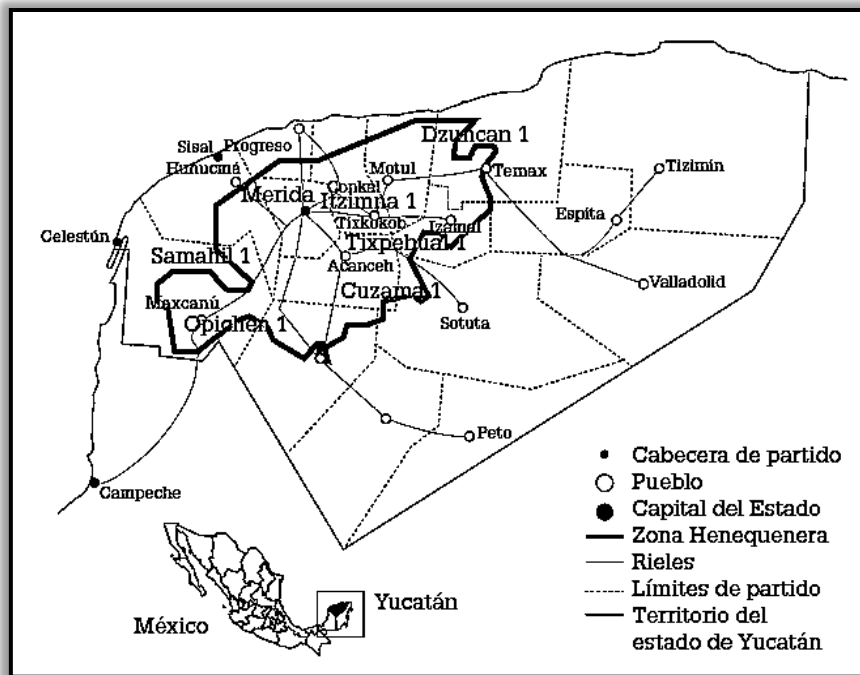 Dzuncan 1
Sisal
Progreso
Hunucmá
Motul
Temax
Tizimín
Merida
Conkal
Itzimna 1
Espita
Tixkokob
Izamal
Celestún
Tixpehual 1
Samahil 1
Acanceh
Valladolid
Cuzama 1
Maxcanú
Sotuta
Opichen 1
Peto
Campeche
Cabecera de partido
Pueblo
Capital del Estado
Zona Henequenera
Rieles
Límites de partido
Territorio del
estado de Yucatán
Yucatán
México